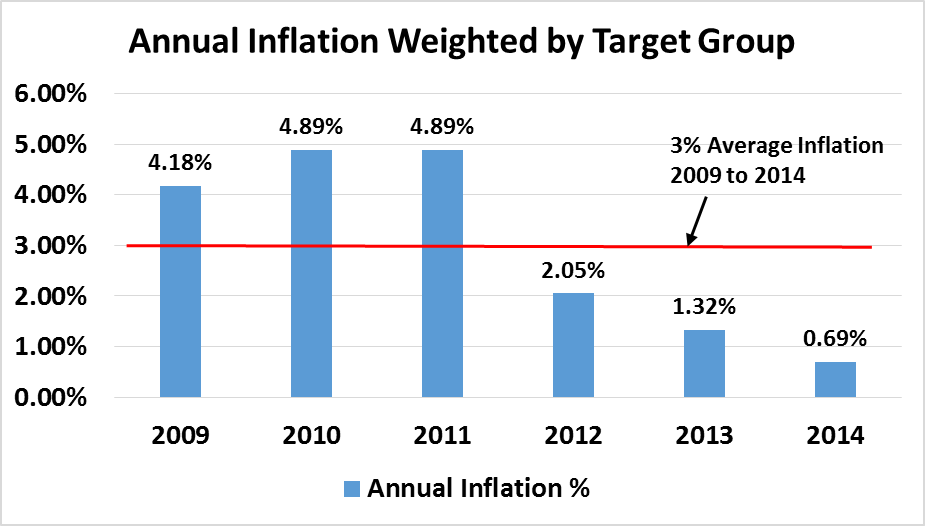 Annual Inflation Weighted by Target Group
6.00%
5.00%
4.00%
3.00%
2.00%
1.00%
0.00%
4.18%
4.89%
4.89%
2.05%
1.32%
0.69%
3% Average Inflation
2009 to 2014
2009 2010 2011 2012 2013 2014
Annual Inflation %